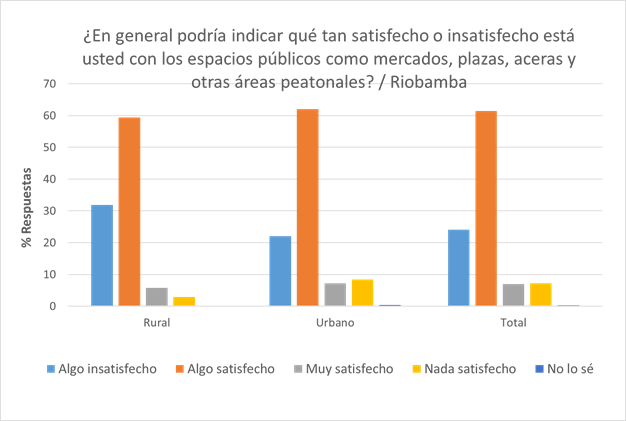 ¿En general podría indicar qué tan satisfecho o insatisfecho está
usted con los espacios públicos como mercados, plazas, aceras y
otras áreas peatonales? / Riobamba
% Respuestas
70
60
50
40
30
20
10
0
Rural Urbano Total
Algo insatisfecho Algo satisfecho Muy satisfecho Nada satisfecho No lo sé